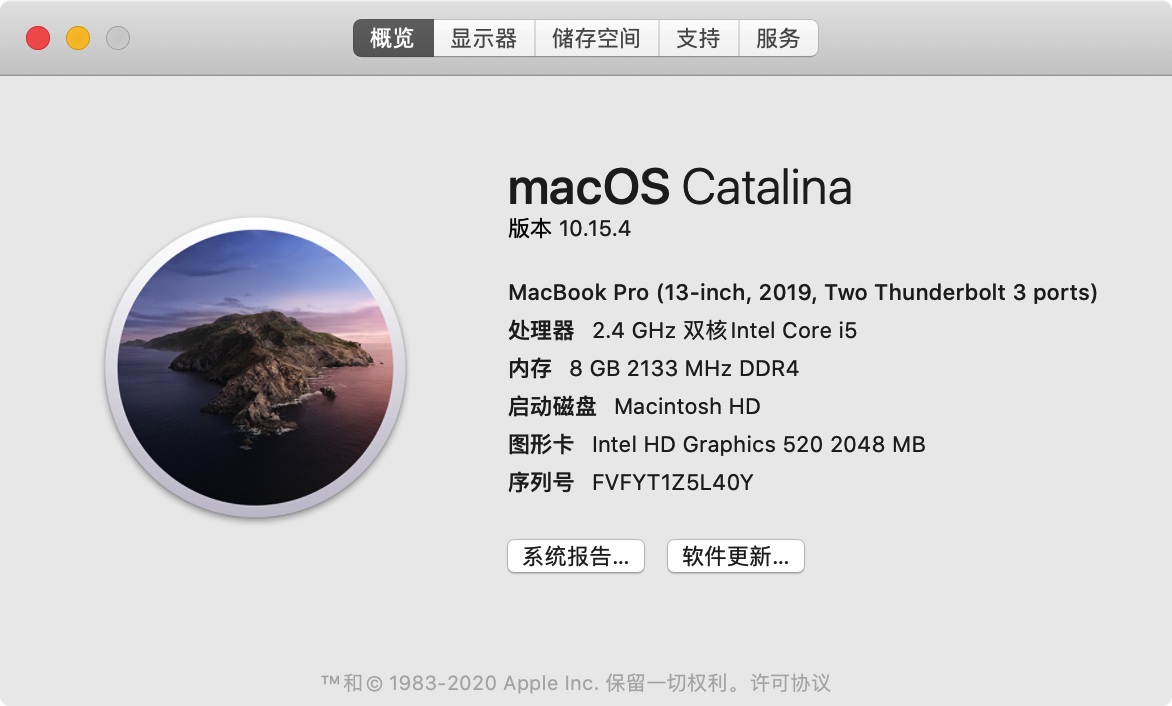 概览 显示器 储存空间 支持 服务
macOS Catalina
版本 10.15.4
MacBook Pro (13-inch, 2019, Two Thunderbolt 3 ports)
处理器 2.4 GHz 双核Intel Core i5
内存 8 GB 2133 MHz DDR4
启动磁盘 Macintosh HD
图形卡 Intel HD Graphics 520 2048 MB
序列号 FVFYT1Z5L40Y
系统报告... 软件更新...
™和© 1983-2020 Apple Inc. 保留一切权利。许可协议